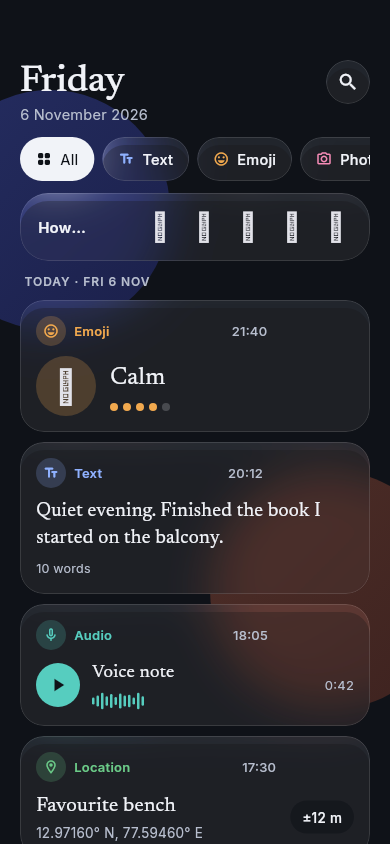 Friday
6 November 2026
All
Text
Emoji
Phot
How...
NO GLYPH
NO GLYPH
NO GLYPH
NO GLYPH
NO GLYPH
TODAY · FRI 6 NOV
Emoji 21:40
NO GLYPH
Calm
Text 20:12
Quiet evening. Finished the book I
started on the balcony.
10 words
Audio 18:05
Voice note
0:42
Location 17:30
Favourite bench
±12 m
12.97160° N, 77.59460° E